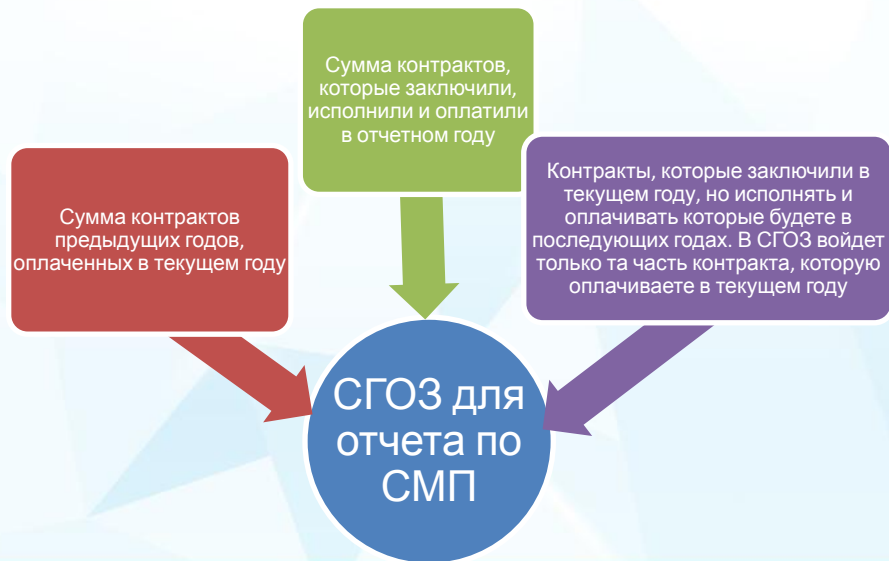 Сумма контрактов,
которые заключили,
исполнили и оплатили
в отчетном году
Сумма контрактов
предыдущих годов,
оплаченных в текущем году
Контракты, которые заключили в
текущем году, но исполнять и
оплачивать которые будете в
последующих годах. В СГОЗ войдет
только та часть контракта, которую
оплачиваете в текущем году
СГОЗ для
отчета по
СМП